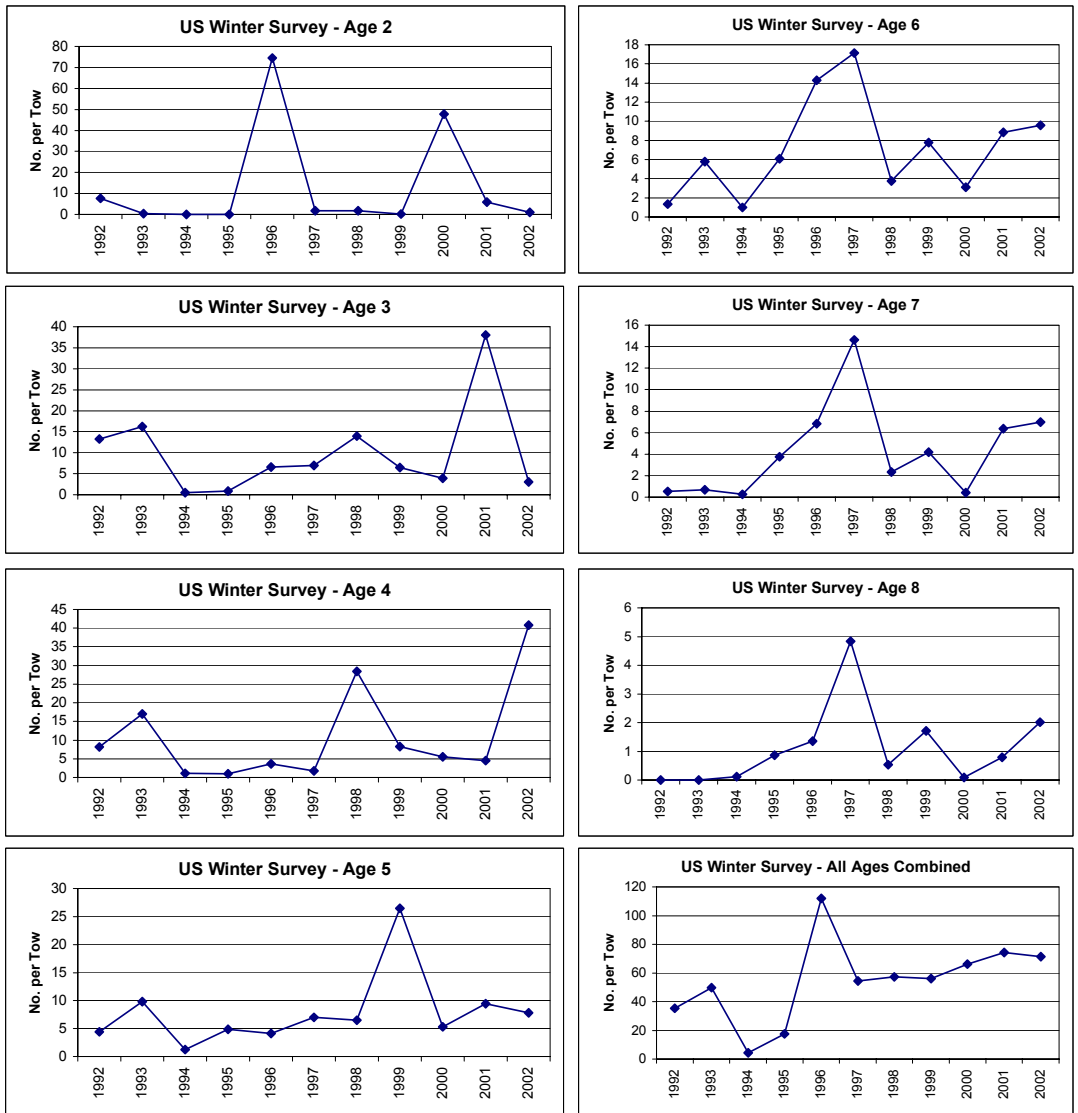 US Winter Survey - Age 2
No. per Tow
80
70
60
50
40
30
20
10
0
1992 1993 1994 1995 1996 1997 1998 1999 2000 2001 2002
US Winter Survey - Age 6
No. per Tow
18
16
14
12
10
8
6
4
2
0
1992 1993 1994 1995 1996 1997 1998 1999 2000 2001 2002
US Winter Survey - Age 3
No. per Tow
40
35
30
25
20
15
10
5
0
1992 1993 1994 1995 1996 1997 1998 1999 2000 2001 2002
US Winter Survey - Age 7
No. per Tow
16
14
12
10
8
6
4
2
0
1992 1993 1994 1995 1996 1997 1998 1999 2000 2001 2002
US Winter Survey - Age 4
No. per Tow
45
40
35
30
25
20
15
10
5
0
1992 1993 1994 1995 1996 1997 1998 1999 2000 2001 2002
US Winter Survey - Age 8
No. per Tow
6
5
4
3
2
1
0
1992 1993 1994 1995 1996 1997 1998 1999 2000 2001 2002
US Winter Survey - Age 5
No. per Tow
30
25
20
15
10
5
0
1992 1993 1994 1995 1996 1997 1998 1999 2000 2001 2002
US Winter Survey - All Ages Combined
No. per Tow
120
100
80
60
40
20
0
1992 1993 1994 1995 1996 1997 1998 1999 2000 2001 2002